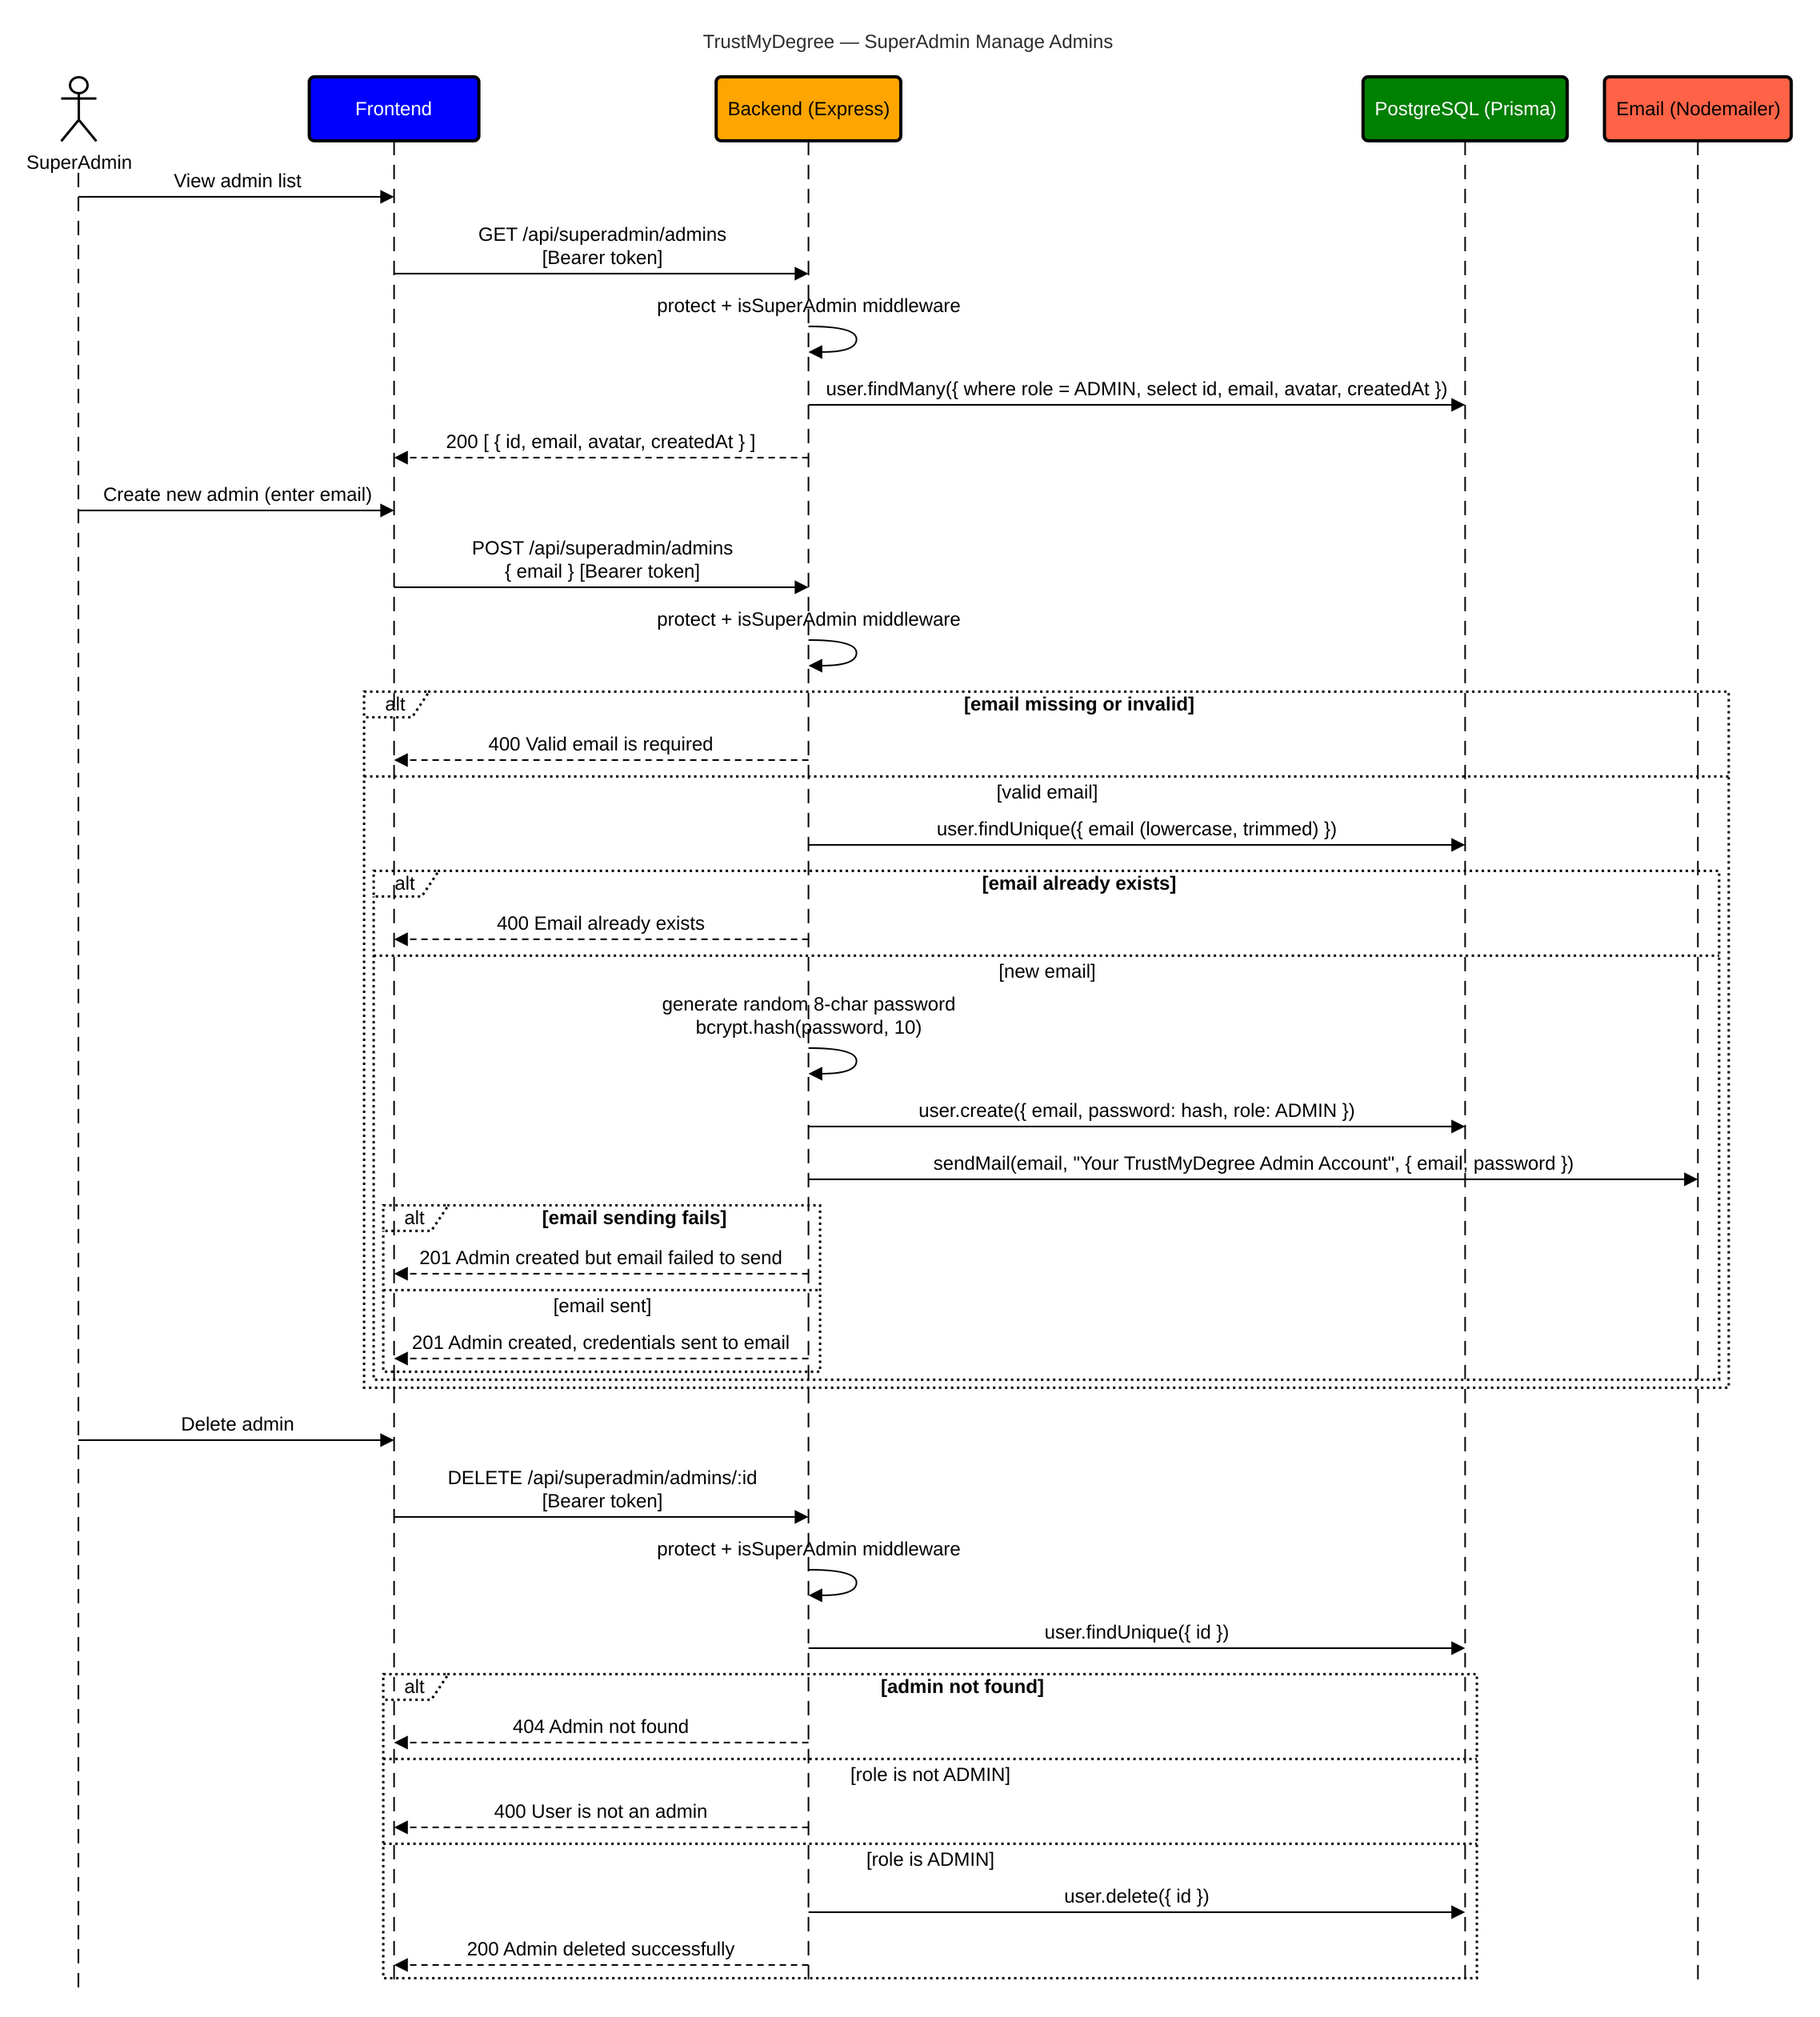 TrustMyDegree — SuperAdmin Manage Admins
SuperAdmin
Frontend
Backend (Express)
PostgreSQL (Prisma)
Email (Nodemailer)
View admin list
GET /api/superadmin/admins
[Bearer token]
protect + isSuperAdmin middleware
user.findMany({ where role = ADMIN, select id, email, avatar, createdAt })
200 [ { id, email, avatar, createdAt } ]
Create new admin (enter email)
POST /api/superadmin/admins
{ email } [Bearer token]
protect + isSuperAdmin middleware
alt
[email missing or invalid]
400 Valid email is required
[valid email]
user.findUnique({ email (lowercase, trimmed) })
alt
[email already exists]
400 Email already exists
[new email]
generate random 8-char password
bcrypt.hash(password, 10)
user.create({ email, password: hash, role: ADMIN })
sendMail(email, "Your TrustMyDegree Admin Account", { email, password })
alt
[email sending fails]
201 Admin created but email failed to send
[email sent]
201 Admin created, credentials sent to email
Delete admin
DELETE /api/superadmin/admins/:id
[Bearer token]
protect + isSuperAdmin middleware
user.findUnique({ id })
alt
[admin not found]
404 Admin not found
[role is not ADMIN]
400 User is not an admin
[role is ADMIN]
user.delete({ id })
200 Admin deleted successfully